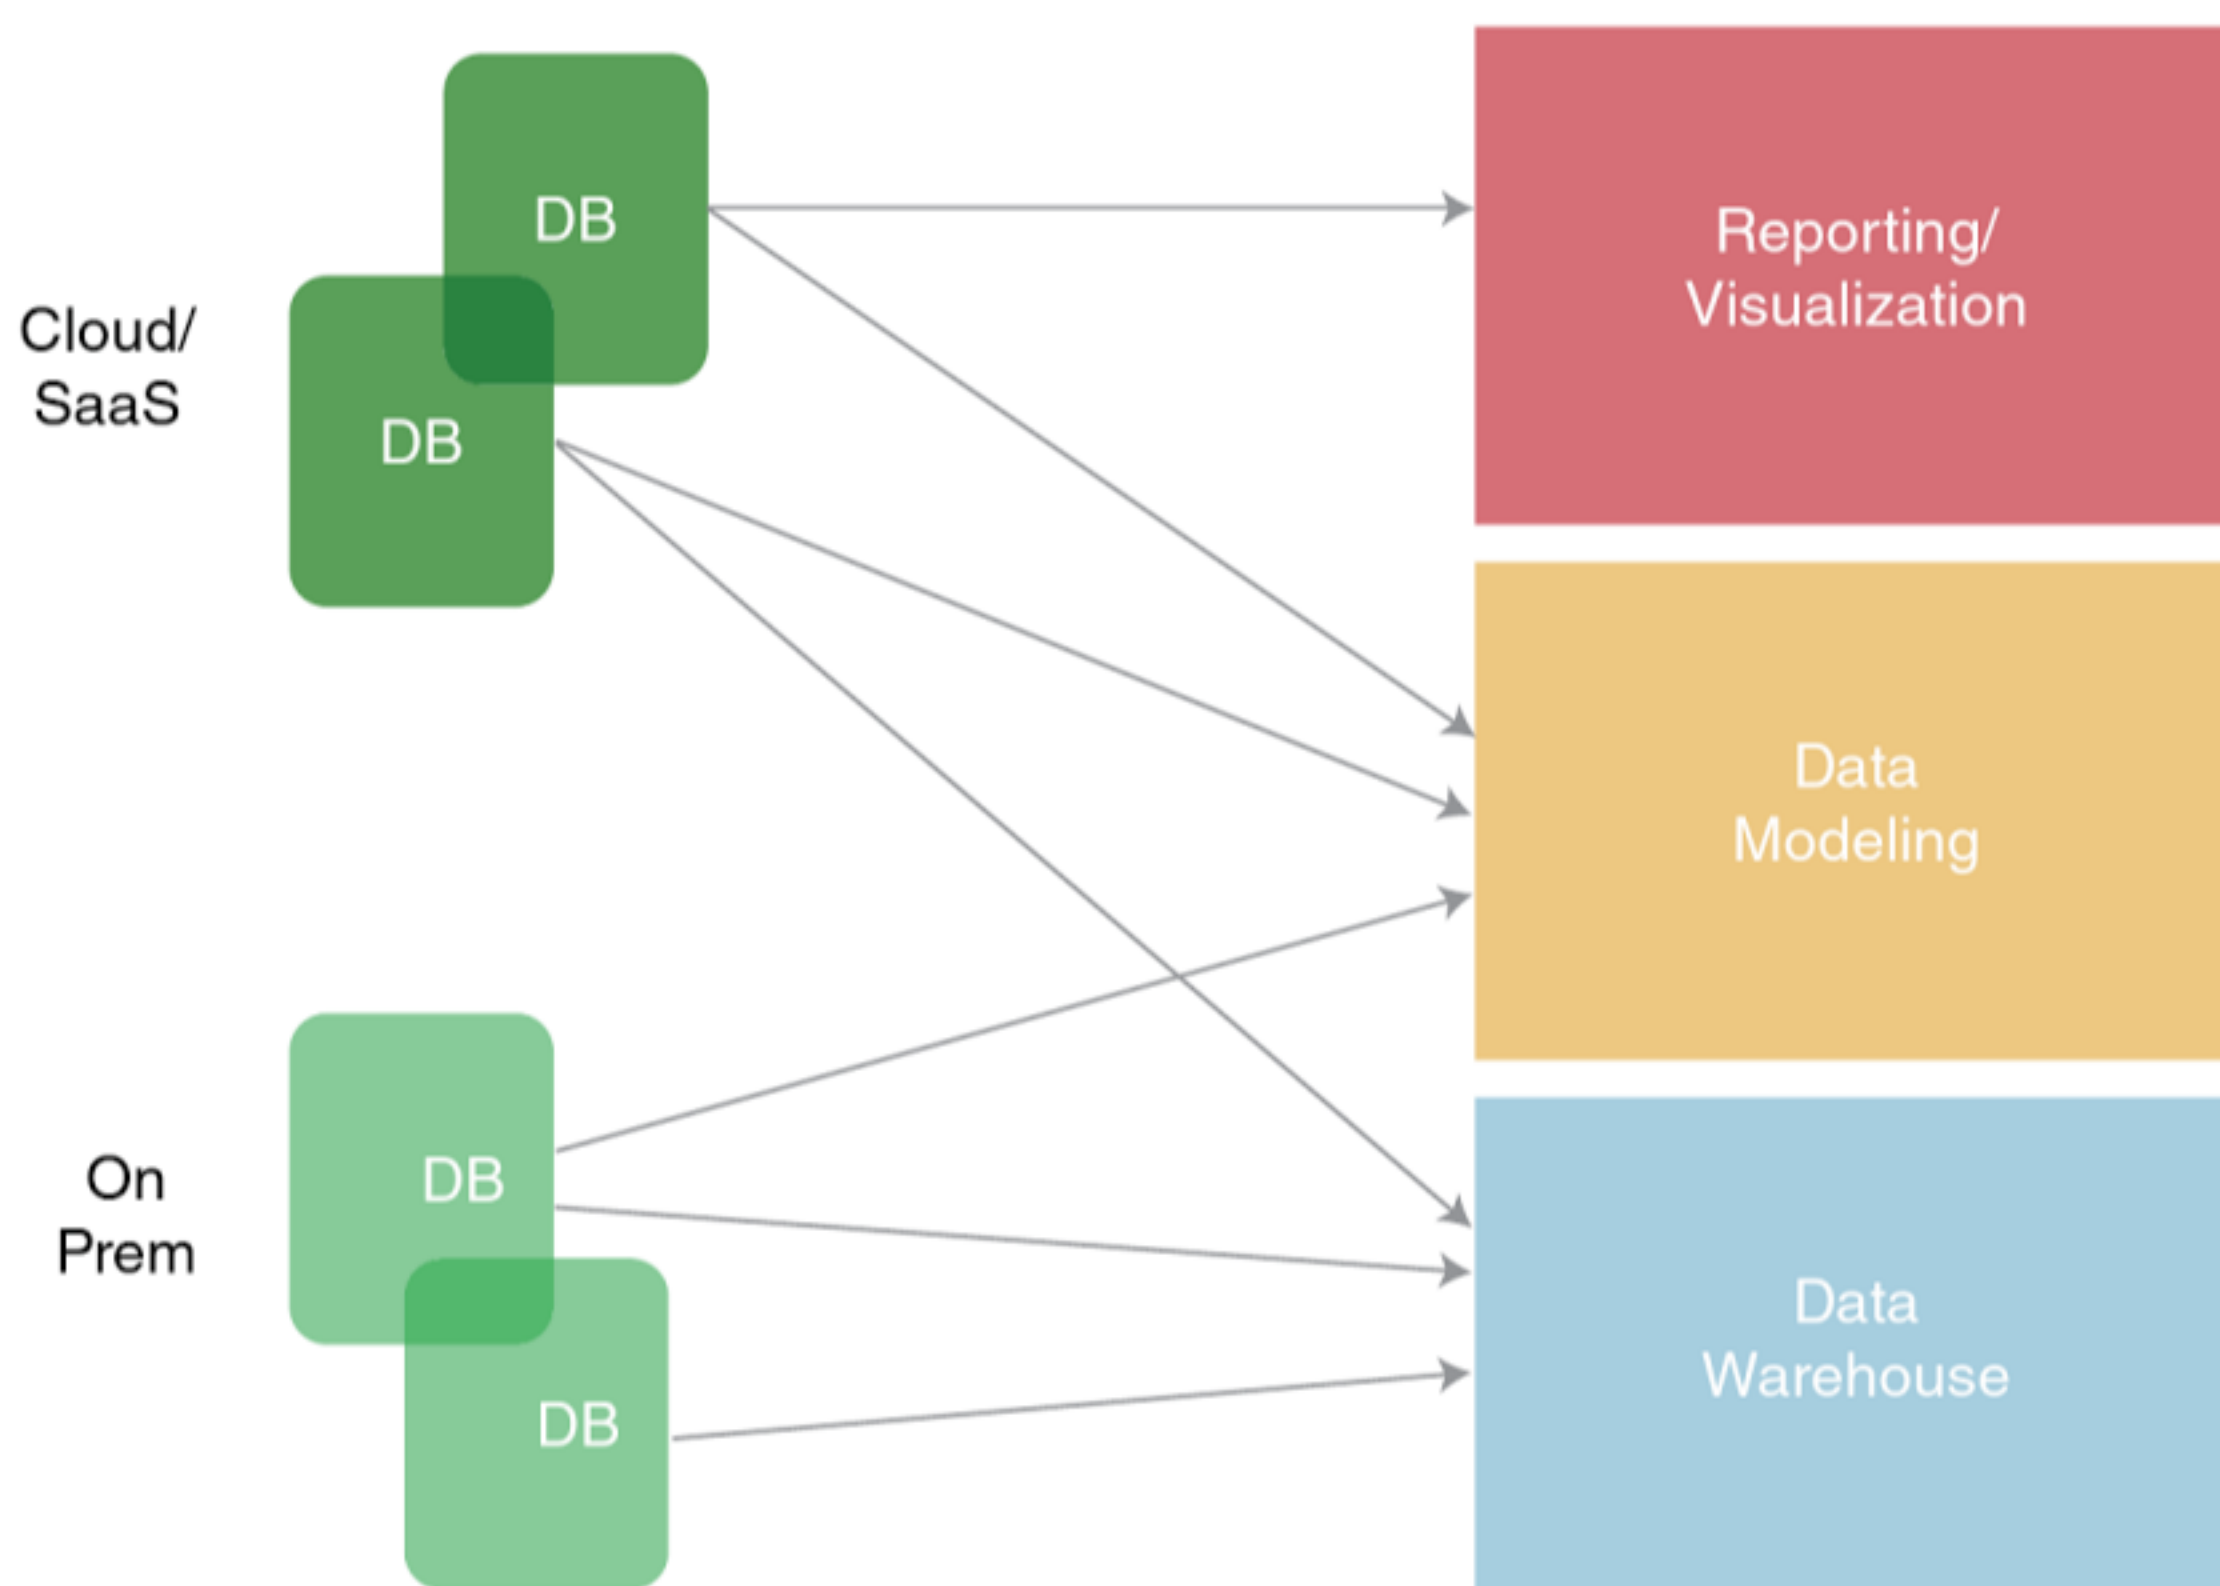 DB
Cloud/
SaaS
DB
Reporting/
Visualization
Data
Modeling
On
Prem
DB
DB
Data
Warehouse